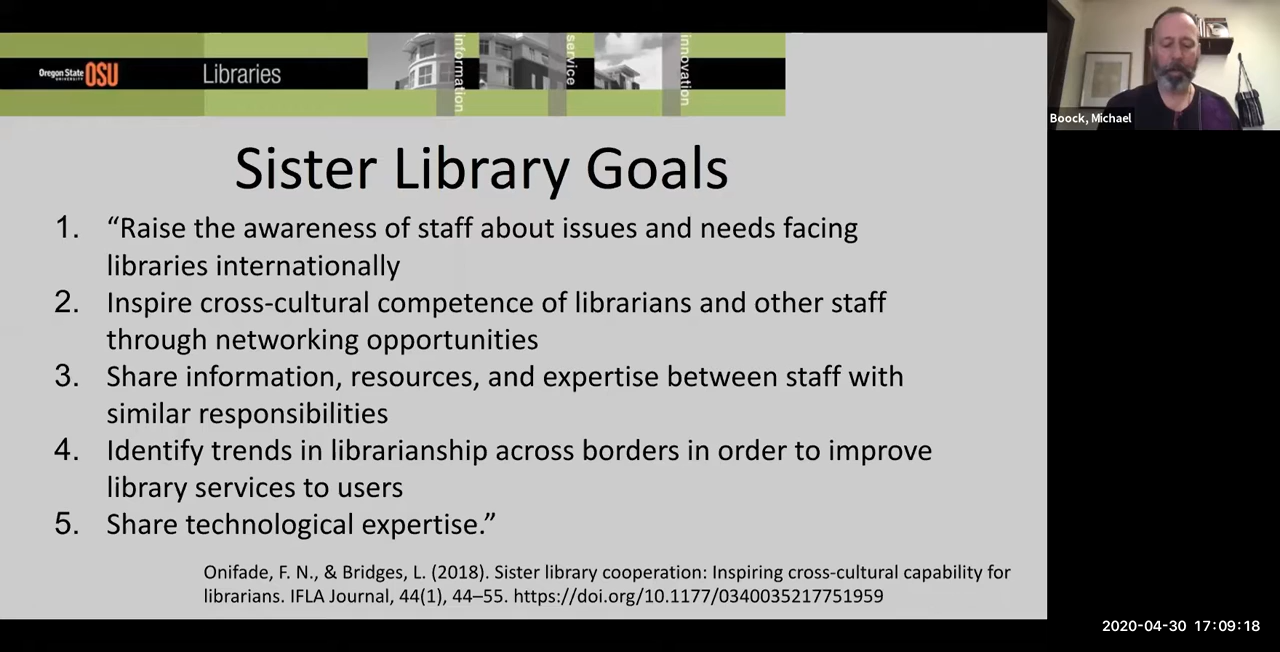 Oregon State
UNIVERSITY
OSU
Libraries
information
service
innovation
Boock, Michael
Sister Library Goals
1. “Raise the awareness of staff about issues and needs facing
libraries internationally
2. Inspire cross-cultural competence of librarians and other staff
through networking opportunities
3. Share information, resources, and expertise between staff with
similar responsibilities
4. Identify trends in librarianship across borders in order to improve
library services to users
5. Share technological expertise.”
Onifade, F. N., & Bridges, L. (2018). Sister library cooperation: Inspiring cross-cultural capability for
librarians. IFLA Journal, 44(1), 44–55. https://doi.org/10.1177/0340035217751959
2020-04-30 17:09:18